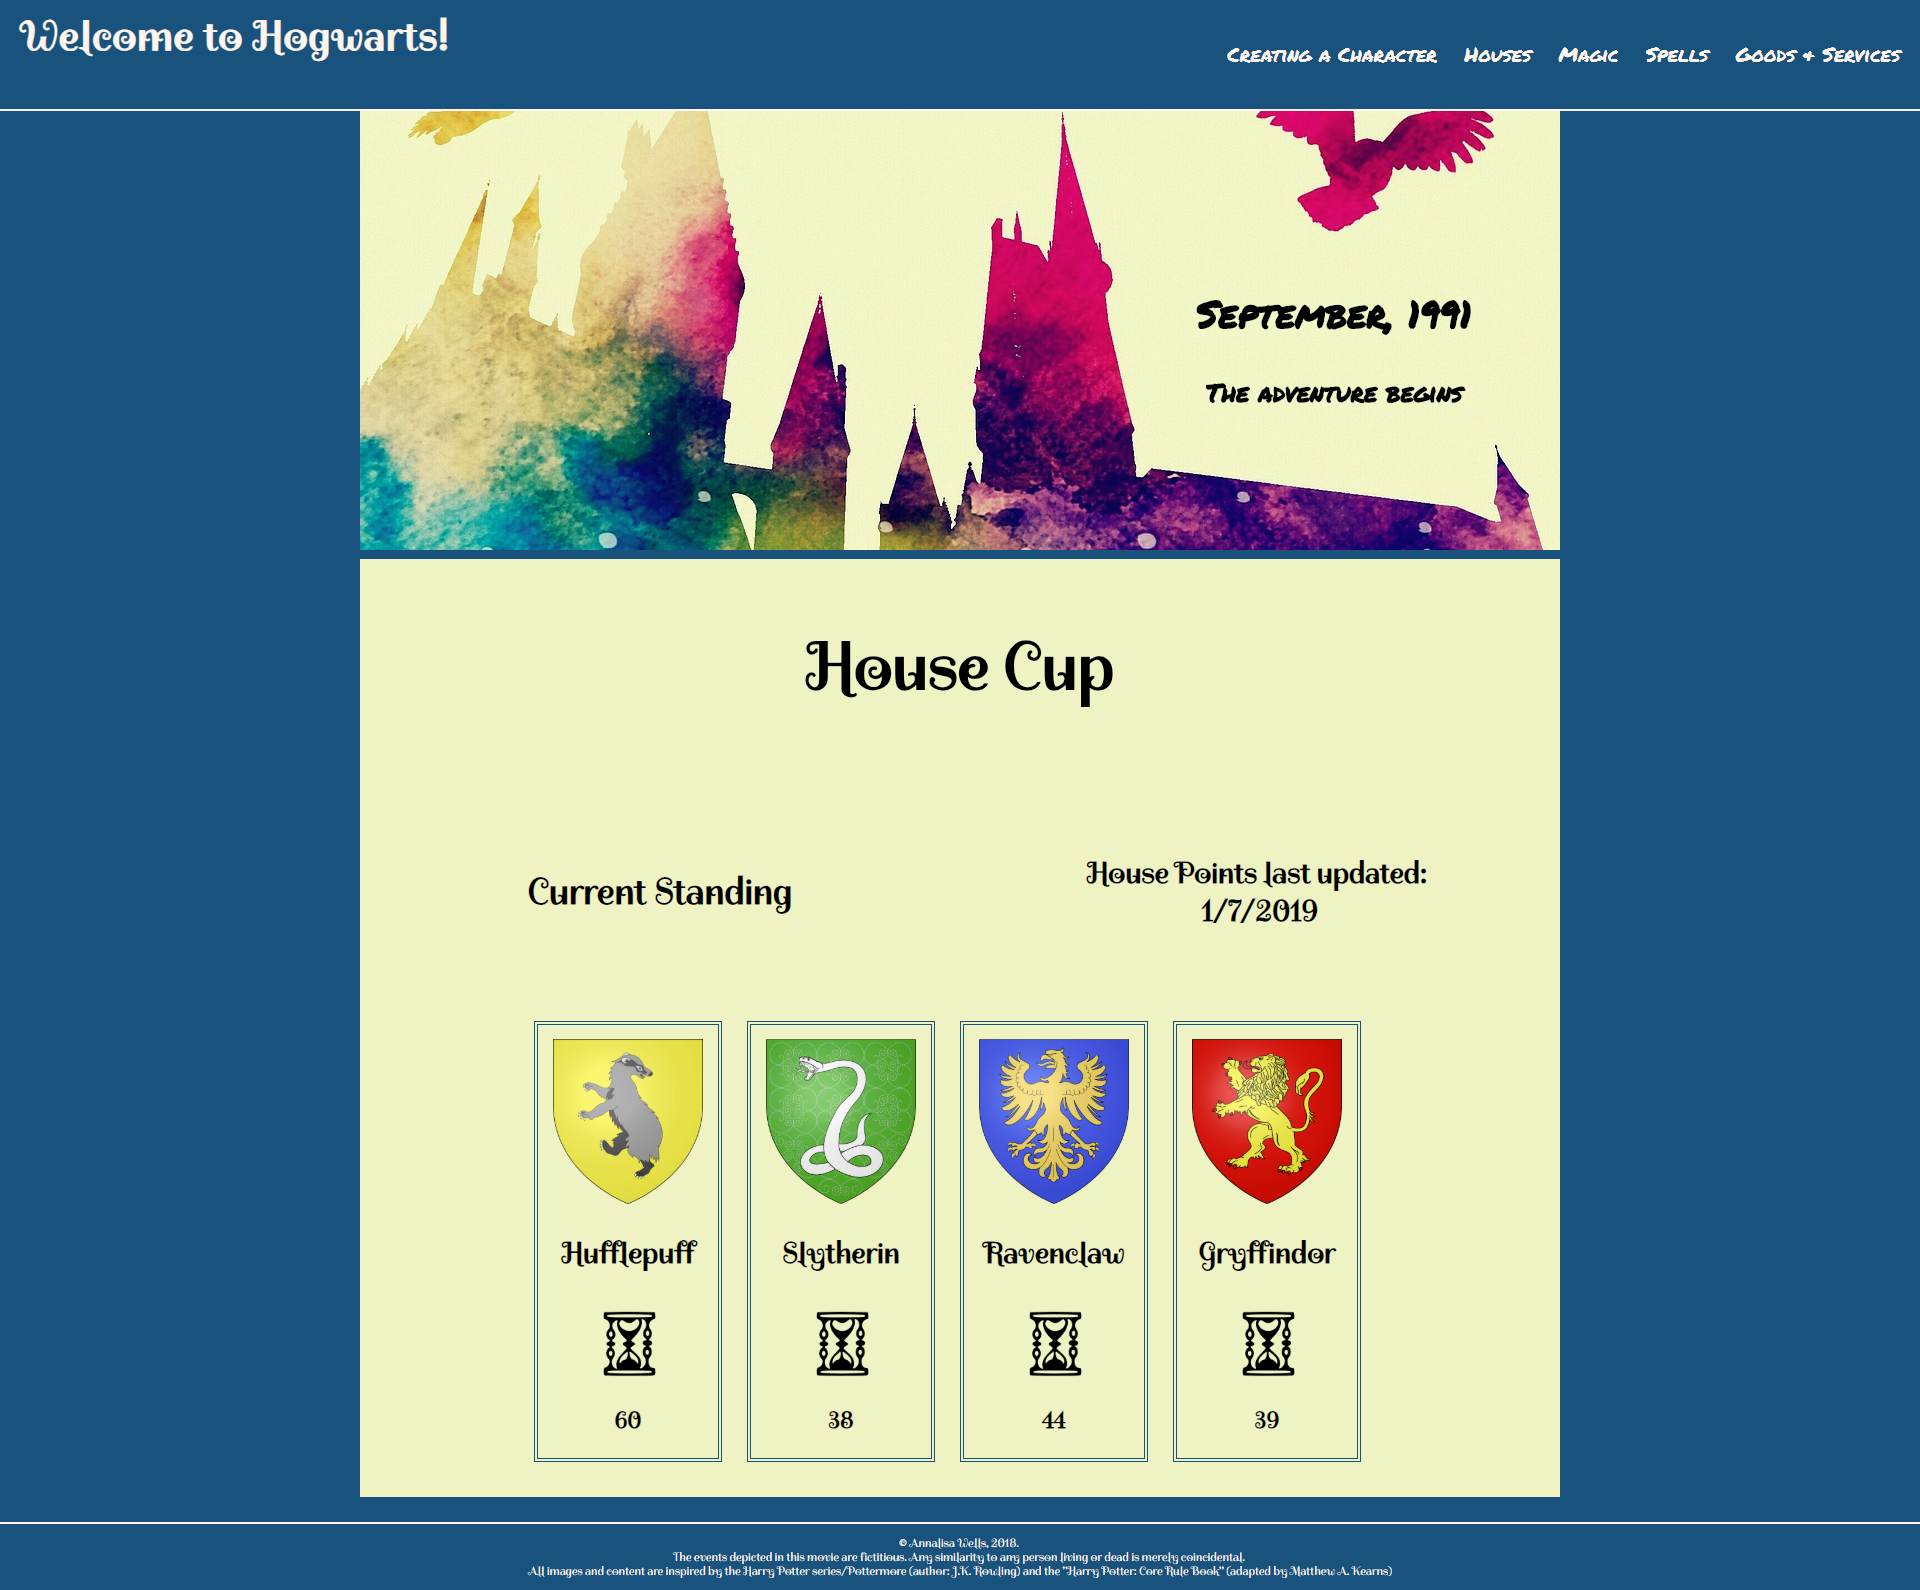 Welcome to Hogwarts!
Creating a Character Houses Magic Spells Goods & Services
September, 1991
The adventure begins
House Cup
Current Standing
House Points last updated:
1/7/2019
Hufflepuff Slytherin Ravenclaw Gryffindor
60 38 44 39
© Annalisa Wells, 2018.
The events depicted in this movie are fictitious. Any similarity to any person living or dead is merely coincidental.
All images and content are inspired by the Harry Potter series/Pottermore (author: J.K. Rowling) and the "Harry Potter: Core Rule Book" (adapted by Matthew A. Kearns)